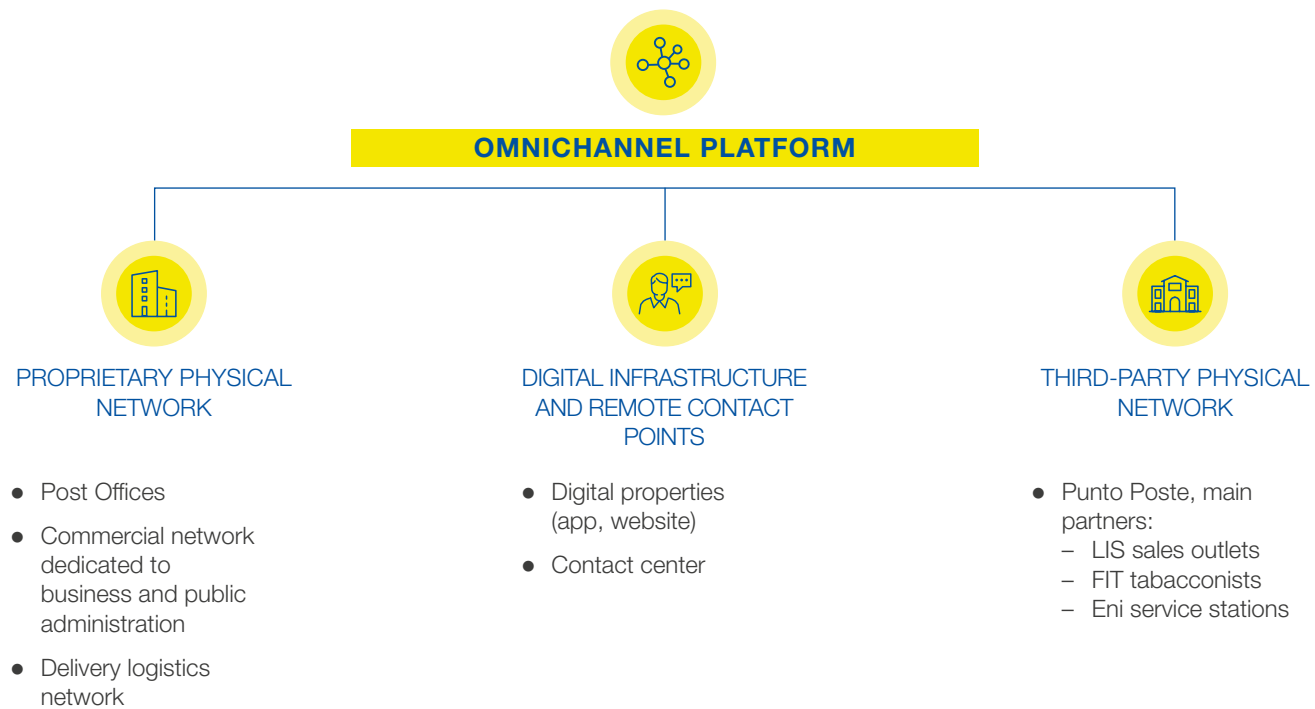 OMNICHANNEL PLATFORM
PROPRIETARY PHYSICAL
NETWORK
● Post Offices
● Commercial network
dedicated to
business and public
administration
● Delivery logistics
network
DIGITAL INFRASTRUCTURE
AND REMOTE CONTACT
POINTS
● Digital properties
(app, website)
● Contact center
THIRD-PARTY PHYSICAL
NETWORK
● Punto Poste, main
partners:
– LIS sales outlets
– FIT tabacconists
– Eni service stations